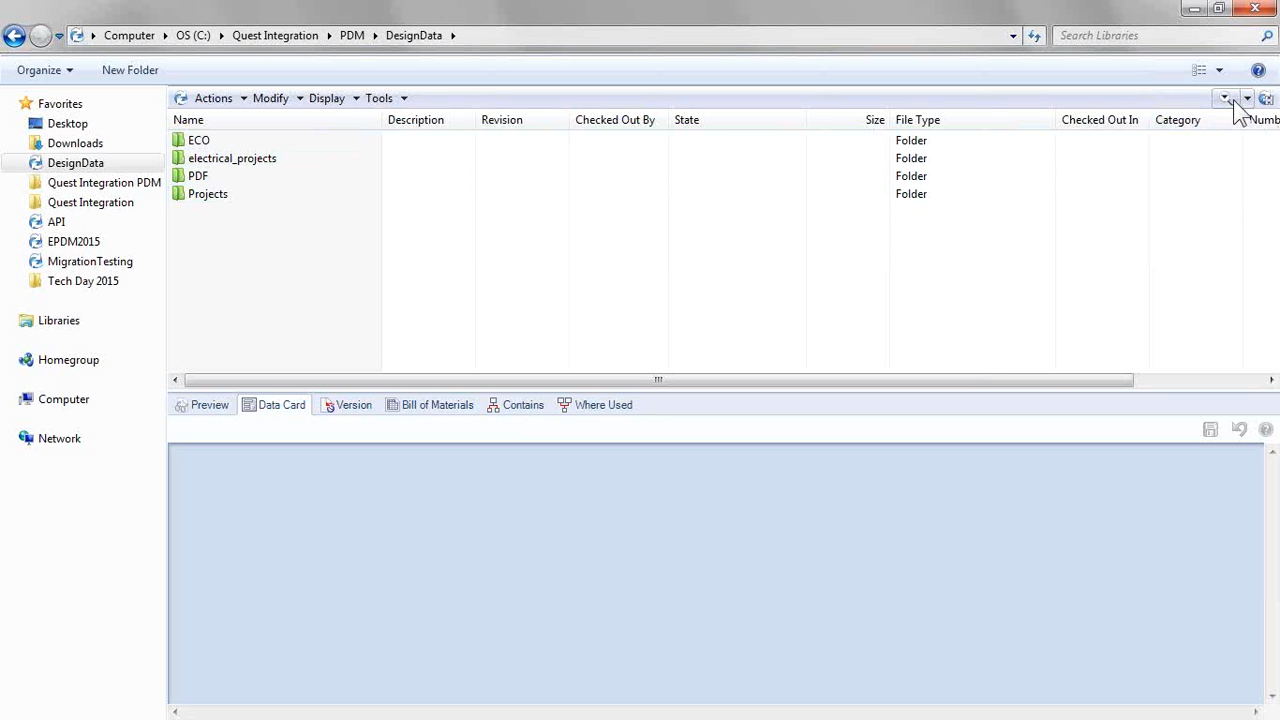 Computer OS (C:) Quest Integration PDM DesignData Search Libraries
Organize New Folder
Favorites
Desktop
Downloads
DesignData
Quest Integration PDM
Quest Integration
API
EPDM2015
MigrationTesting
Tech Day 2015
Libraries
Homegroup
Computer
Network
Actions Modify Display Tools
Name Description Revision Checked Out By State Size File Type Checked Out In Category Numb
ECO Folder
electrical_projects Folder
PDF Folder
Projects Folder
Preview Data Card Version Bill of Materials Contains Where Used